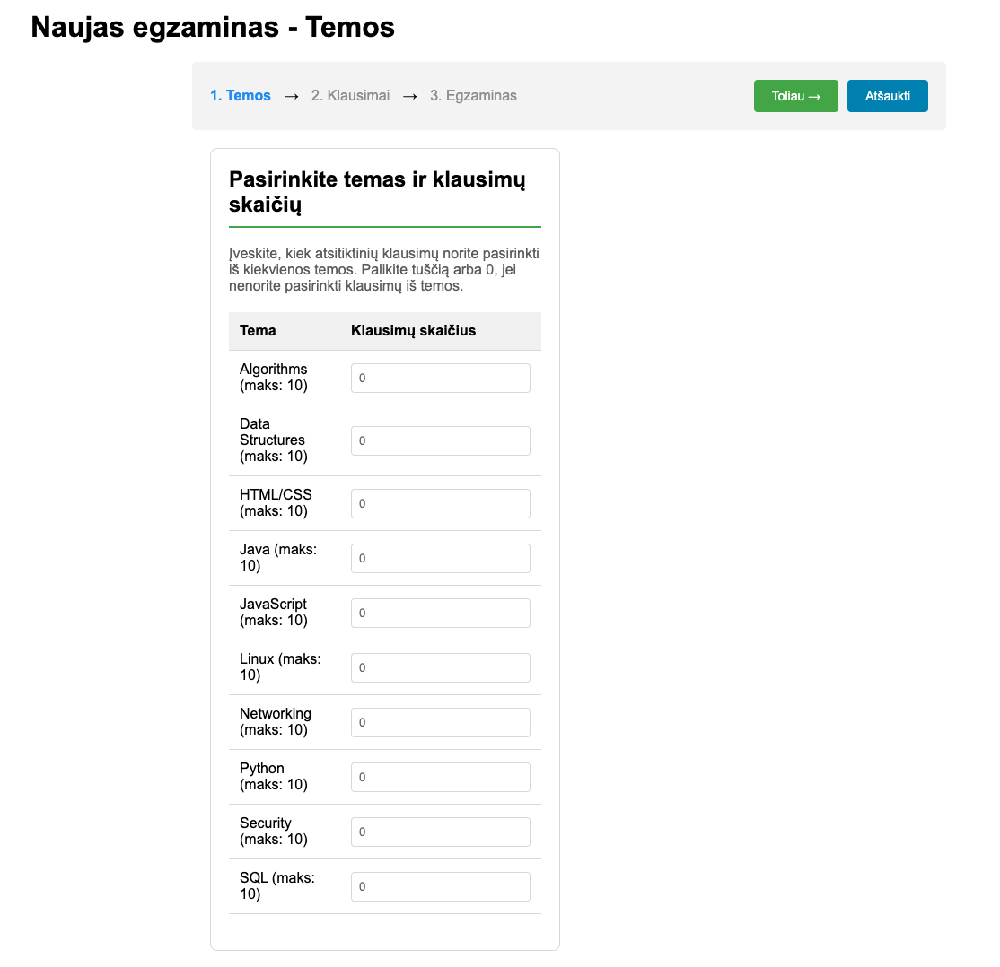 Naujas egzaminas - Temos
1. Temos → 2. Klausimai → 3. Egzaminas Toliau → Atšaukti
Pasirinkite temas ir klausimų
skaičių
Įveskite, kiek atsitiktinių klausimų norite pasirinkti
iš kiekvienos temos. Palikite tuščią arba 0, jei
nenorite pasirinkti klausimų iš temos.
Tema Klausimų skaičius
Algorithms
(maks: 10)
0
Data
Structures
(maks: 10)
0
HTML/CSS
(maks: 10)
0
Java (maks:
10)
0
JavaScript
(maks: 10)
0
Linux (maks:
10)
0
Networking
(maks: 10)
0
Python
(maks: 10)
0
Security
(maks: 10)
0
SQL (maks:
10)
0